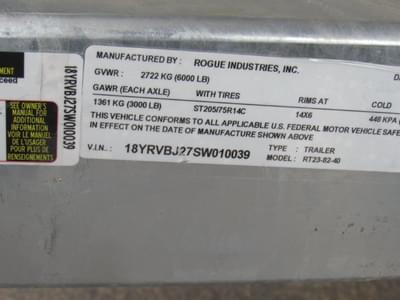 MANUFACTURED BY: ROGUE INDUSTRIES, INC.
GVWR: 2722 KG (6000 LB)
GAWR (EACH AXLE) WITH TIRES RIMS AT COLD
1361 KG (3000 LB) ST205/75R14C 14X6 448 KPA
THIS VEHICLE CONFORMS TO ALL APPLICABLE U.S. FEDERAL MOTOR VEHICLE SAFE
IN EFFECT ON THE DATE OF MANUFACTURE SHOWN ABOVE.
V.I.N.: 18YRVBJ27SW010039 TYPE: TRAILER
MODEL: RT23-82-40
18YRVBJ27SW010039
SEE OWNER'S
MANUAL FOR
ADDITIONAL
INFORMATION
VOIR LE MANUEL
DE L'USAGER
POUR PLUS DE
RENSEIGNEMENTS